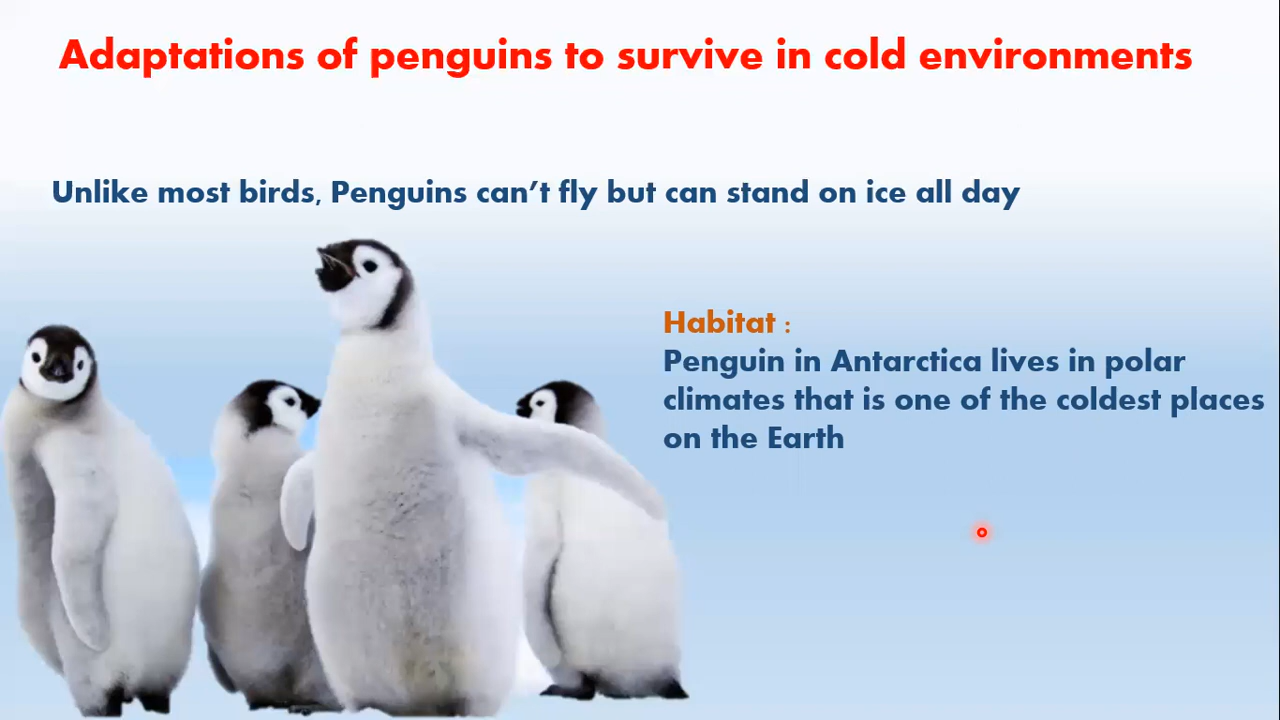 Adaptations of penguins to survive in cold environments
Unlike most birds, Penguins can’t fly but can stand on ice all day
Habitat :
Penguin in Antarctica lives in polar
climates that is one of the coldest places
on the Earth